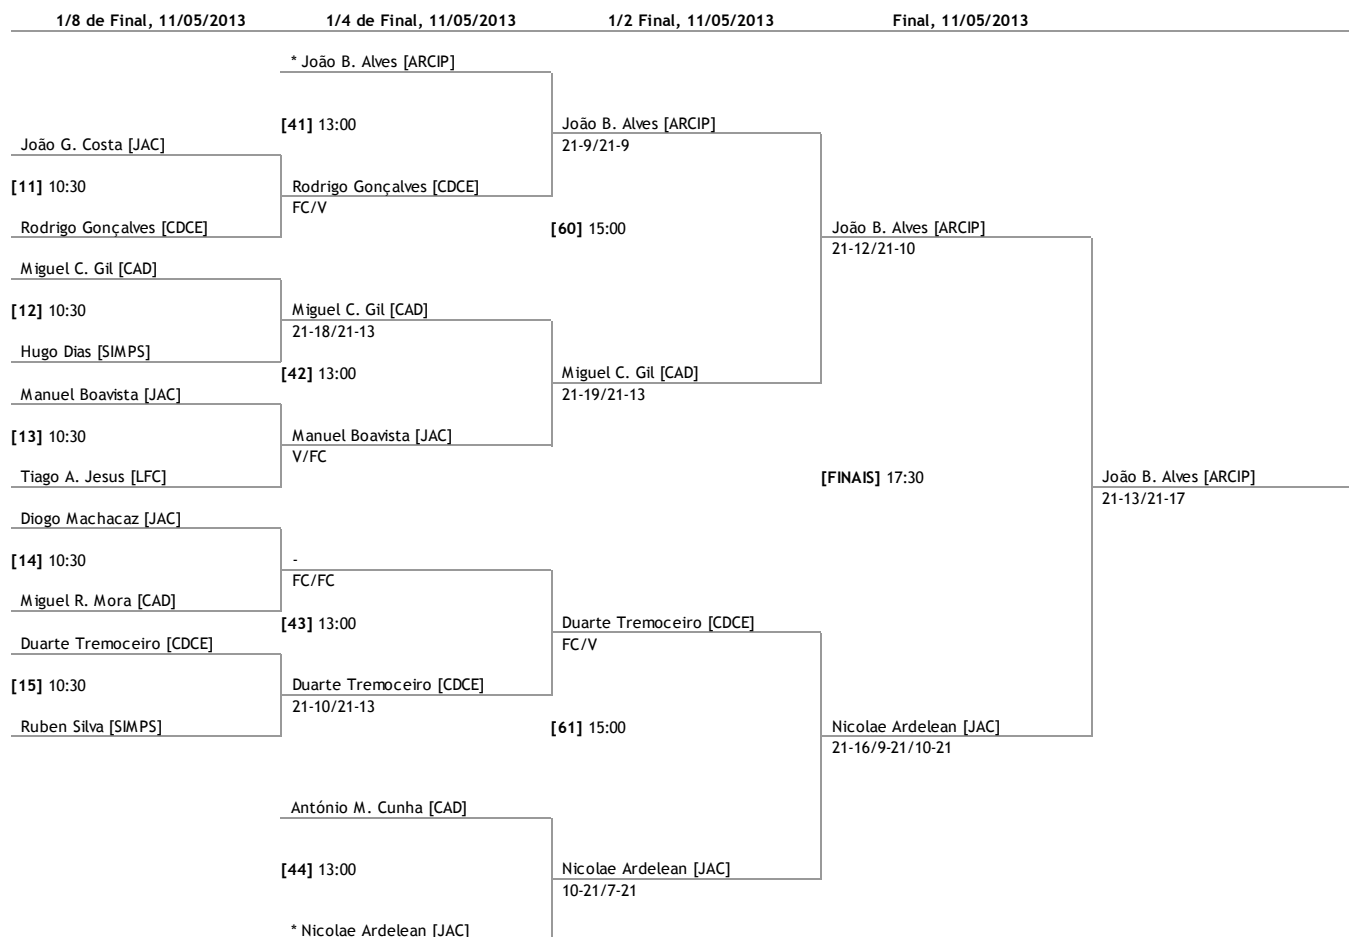 1/8 de Final, 11/05/2013 1/4 de Final, 11/05/2013 1/2 Final, 11/05/2013 Final, 11/05/2013
* João B. Alves [ARCIP]
[41] 13:00 João B. Alves [ARCIP]
João G. Costa [JAC] 21-9/21-9
[11] 10:30 Rodrigo Gonçalves [CDCE]
FC/V
Rodrigo Gonçalves [CDCE] [60] 15:00 João B. Alves [ARCIP]
21-12/21-10
Miguel C. Gil [CAD]
[12] 10:30 Miguel C. Gil [CAD]
21-18/21-13
Hugo Dias [SIMPS]
[42] 13:00 Miguel C. Gil [CAD]
Manuel Boavista [JAC] 21-19/21-13
[13] 10:30 Manuel Boavista [JAC]
V/FC
Tiago A. Jesus [LFC] [FINAIS] 17:30 João B. Alves [ARCIP]
21-13/21-17
Diogo Machacaz [JAC]
[14] 10:30 -
FC/FC
Miguel R. Mora [CAD]
[43] 13:00 Duarte Tremoceiro [CDCE]
Duarte Tremoceiro [CDCE] FC/V
[15] 10:30 Duarte Tremoceiro [CDCE]
21-10/21-13
Ruben Silva [SIMPS] [61] 15:00 Nicolae Ardelean [JAC]
21-16/9-21/10-21
António M. Cunha [CAD]
[44] 13:00 Nicolae Ardelean [JAC]
10-21/7-21
* Nicolae Ardelean [JAC]